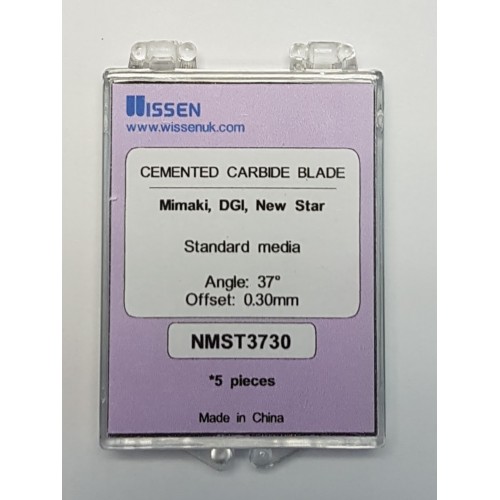 WISSEN
www.wissenuk.com
CEMENTED CARBIDE BLADE
Mimaki, DGI, New Star
Standard media
Angle: 37°
Offset: 0.30mm
NMST3730
*5 pieces
Made in China